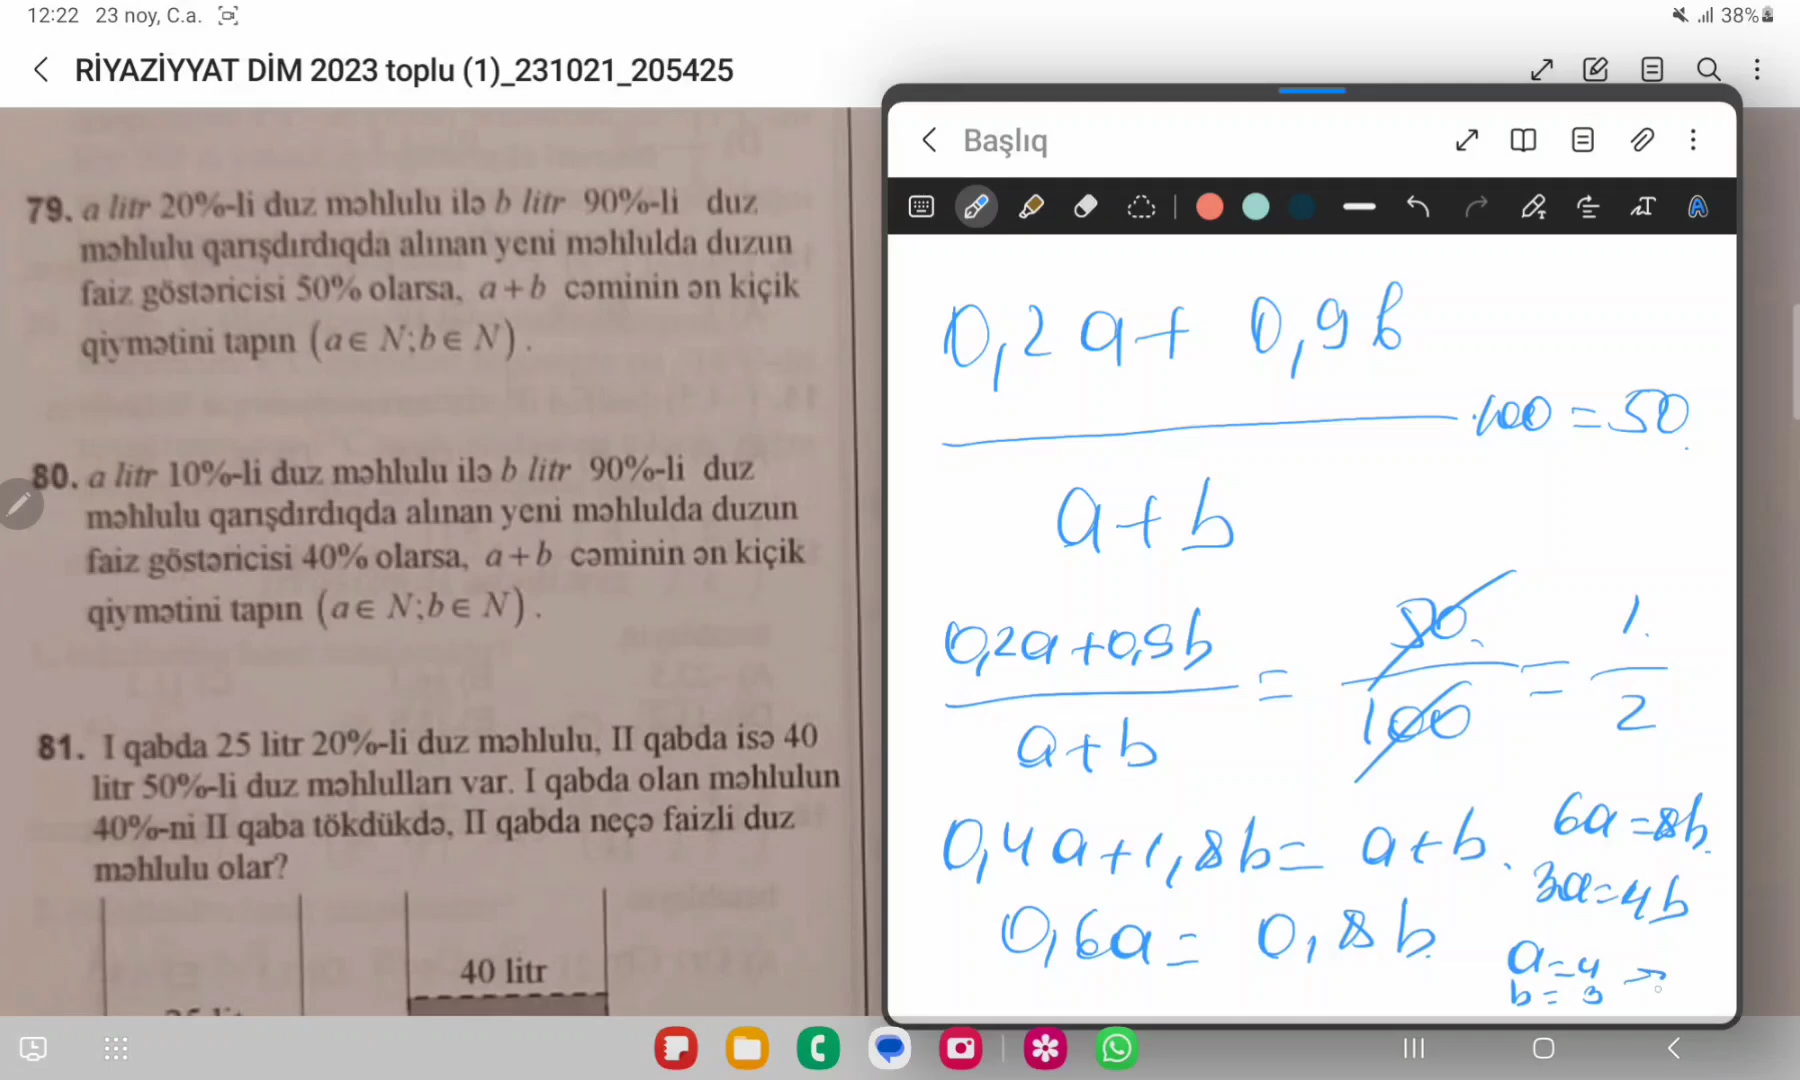 12:22 23 noy, C.a. 38%
RİYAZİYYAT DİM 2023 toplu (1)_231021_205425
79. a litr 20%-li duz məhlulu ilə b litr 90%-li duz
məhlulu qarışdırdıqda alınan yeni məhlulda duzun
faiz göstəricisi 50% olarsa, a+b cəminin ən kiçik
qiymətini tapın (a∈N;b∈N).
80. a litr 10%-li duz məhlulu ilə b litr 90%-li duz
məhlulu qarışdırdıqda alınan yeni məhlulda duzun
faiz göstəricisi 40% olarsa, a+b cəminin ən kiçik
qiymətini tapın (a∈N;b∈N).
81. I qabda 25 litr 20%-li duz məhlulu, II qabda isə 40
litr 50%-li duz məhlulları var. I qabda olan məhlulun
40%-ni II qaba tökdükdə, II qabda neçə faizli duz
məhlulu olar?
40 litr
Başlıq
0,2a+ 0,9b
·100 = 50.
a+b
0,2a+0,9b
= 50. = 1.
a+b 100 2
0,4a+1,8b= a+b.
0,6a= 0,8b.
6a=8b.
3a=4b
a=4
b=3